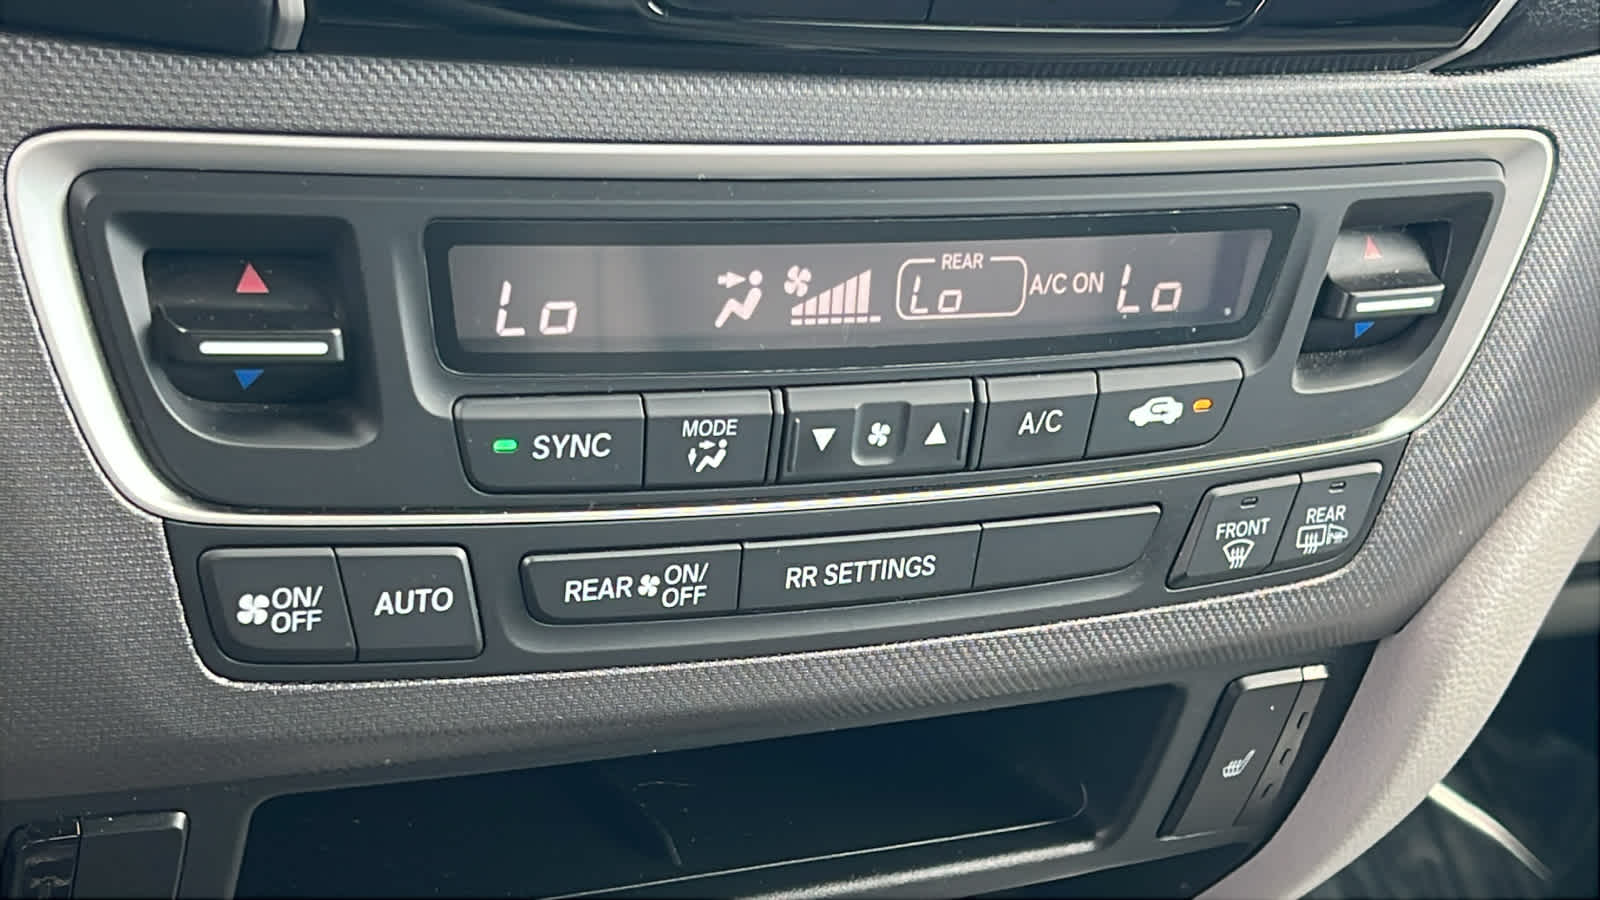 Lo
REAR
Lo
A/C ON
Lo
SYNC
MODE
A/C
FRONT
REAR
ON/
OFF
AUTO
REAR
ON/
OFF
RR SETTINGS